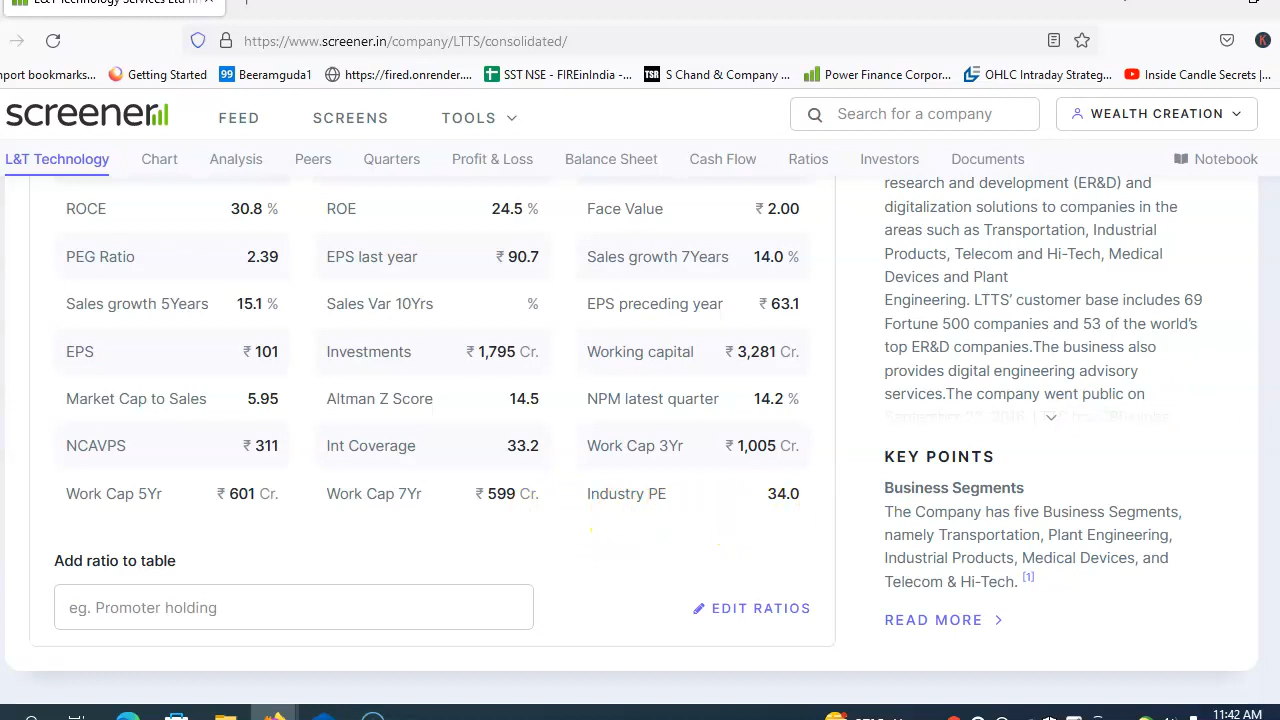 L&T Technology Services Ltd
https://www.screener.in/company/LTTS/consolidated/
K
nport bookmarks... Getting Started 99 Beeramguda1 https://fired.onrender.... SST NSE - FIREinIndia -... TSR S Chand & Company ... Power Finance Corpor... OHLC Intraday Strateg... Inside Candle Secrets |...
screener FEED SCREENS TOOLS Search for a company WEALTH CREATION
L&T Technology Chart Analysis Peers Quarters Profit & Loss Balance Sheet Cash Flow Ratios Investors Documents Notebook
ROCE 30.8 % ROE 24.5 % Face Value ₹ 2.00
PEG Ratio 2.39 EPS last year ₹ 90.7 Sales growth 7Years 14.0 %
Sales growth 5Years 15.1 % Sales Var 10Yrs % EPS preceding year ₹ 63.1
EPS ₹ 101 Investments ₹ 1,795 Cr. Working capital ₹ 3,281 Cr.
Market Cap to Sales 5.95 Altman Z Score 14.5 NPM latest quarter 14.2 %
NCAVPS ₹ 311 Int Coverage 33.2 Work Cap 3Yr ₹ 1,005 Cr.
Work Cap 5Yr ₹ 601 Cr. Work Cap 7Yr ₹ 599 Cr. Industry PE 34.0
Add ratio to table
eg. Promoter holding EDIT RATIOS
research and development (ER&D) and
digitalization solutions to companies in the
areas such as Transportation, Industrial
Products, Telecom and Hi-Tech, Medical
Devices and Plant
Engineering. LTTS’ customer base includes 69
Fortune 500 companies and 53 of the world’s
top ER&D companies.The business also
provides digital engineering advisory
services.The company went public on
KEY POINTS
Business Segments
The Company has five Business Segments,
namely Transportation, Plant Engineering,
Industrial Products, Medical Devices, and
Telecom & Hi-Tech. [1]
READ MORE
11:42 AM